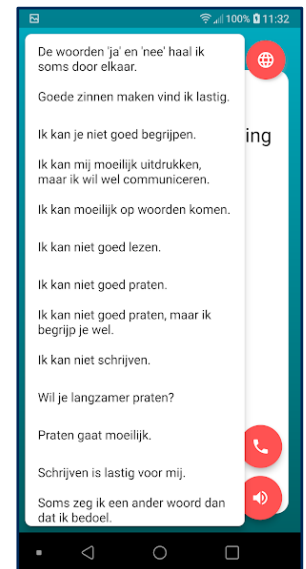 100% 11:32
De woorden 'ja' en 'nee' haal ik
soms door elkaar.
Goede zinnen maken vind ik lastig.
Ik kan je niet goed begrijpen.
ing
Ik kan mij moeilijk uitdrukken,
maar ik wil wel communiceren.
Ik kan moeilijk op woorden komen.
Ik kan niet goed lezen.
Ik kan niet goed praten.
Ik kan niet goed praten, maar ik
begrijp je wel.
Ik kan niet schrijven.
Wil je langzamer praten?
Praten gaat moeilijk.
Schrijven is lastig voor mij.
Soms zeg ik een ander woord dan
dat ik bedoel.